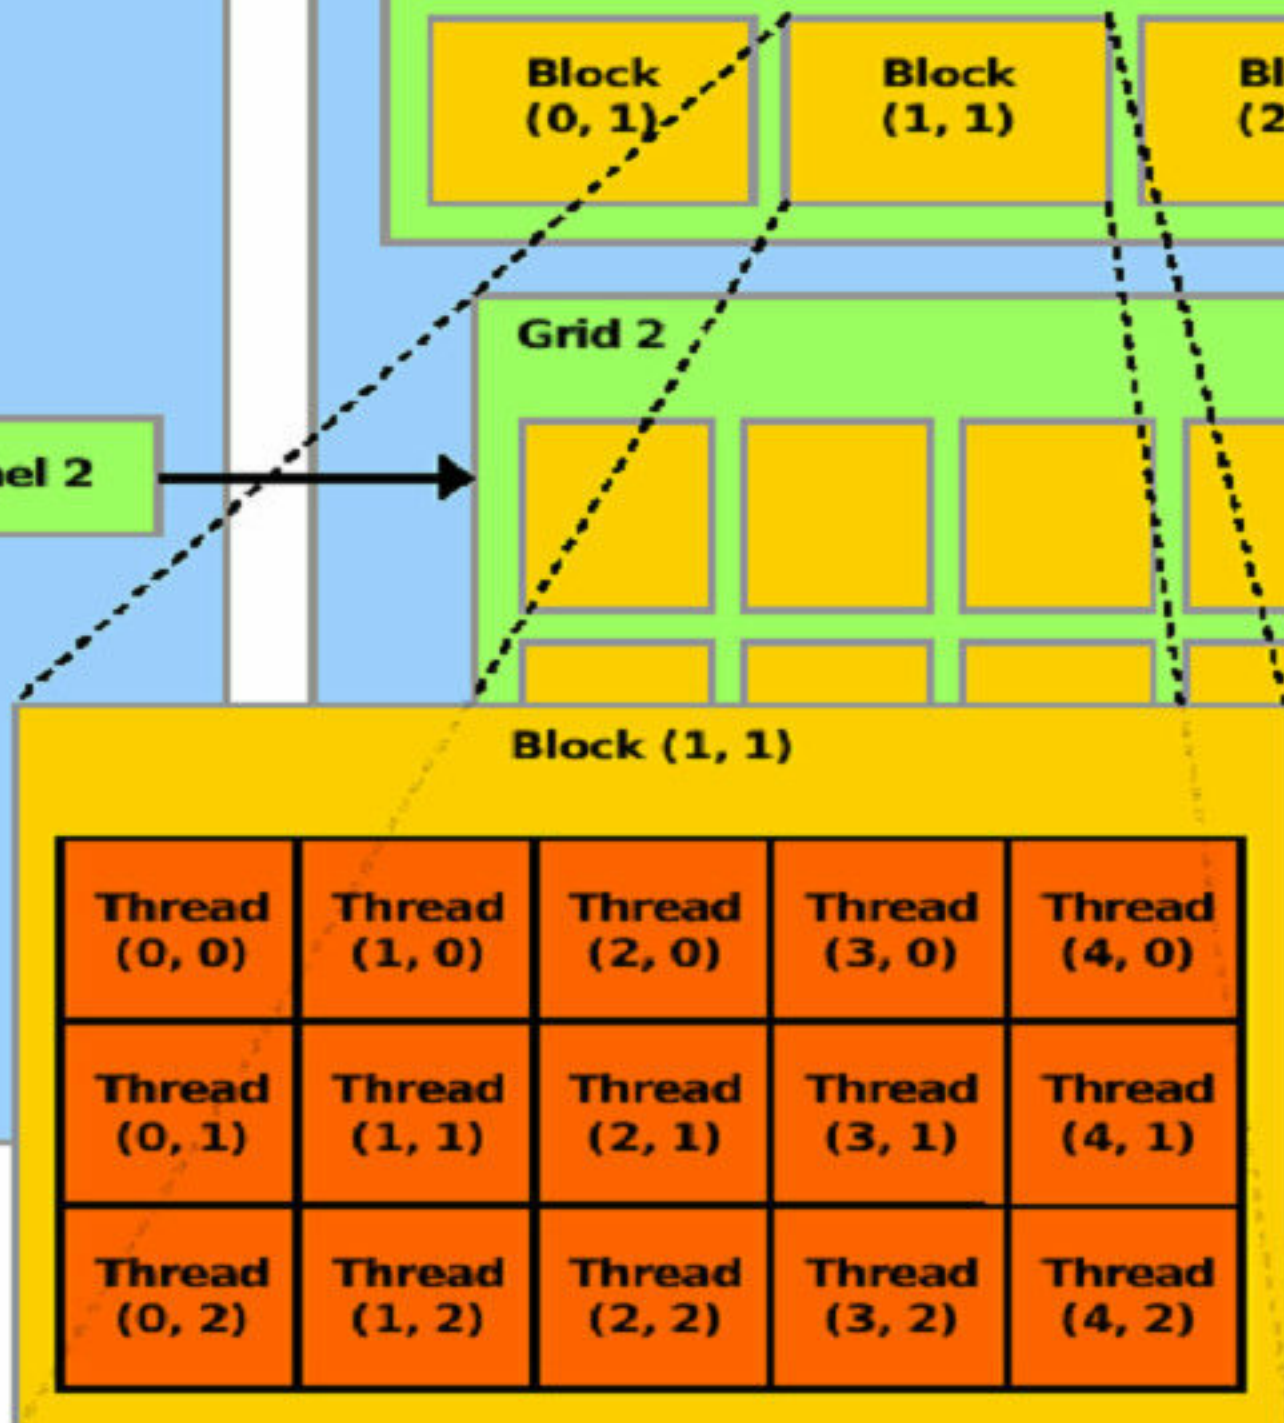 Block
(0, 1)
Block
(1, 1)
Grid 2
Block (1, 1)
Thread
(0, 0)
Thread
(1, 0)
Thread
(2, 0)
Thread
(3, 0)
Thread
(4, 0)
Thread
(0, 1)
Thread
(1, 1)
Thread
(2, 1)
Thread
(3, 1)
Thread
(4, 1)
Thread
(0, 2)
Thread
(1, 2)
Thread
(2, 2)
Thread
(3, 2)
Thread
(4, 2)